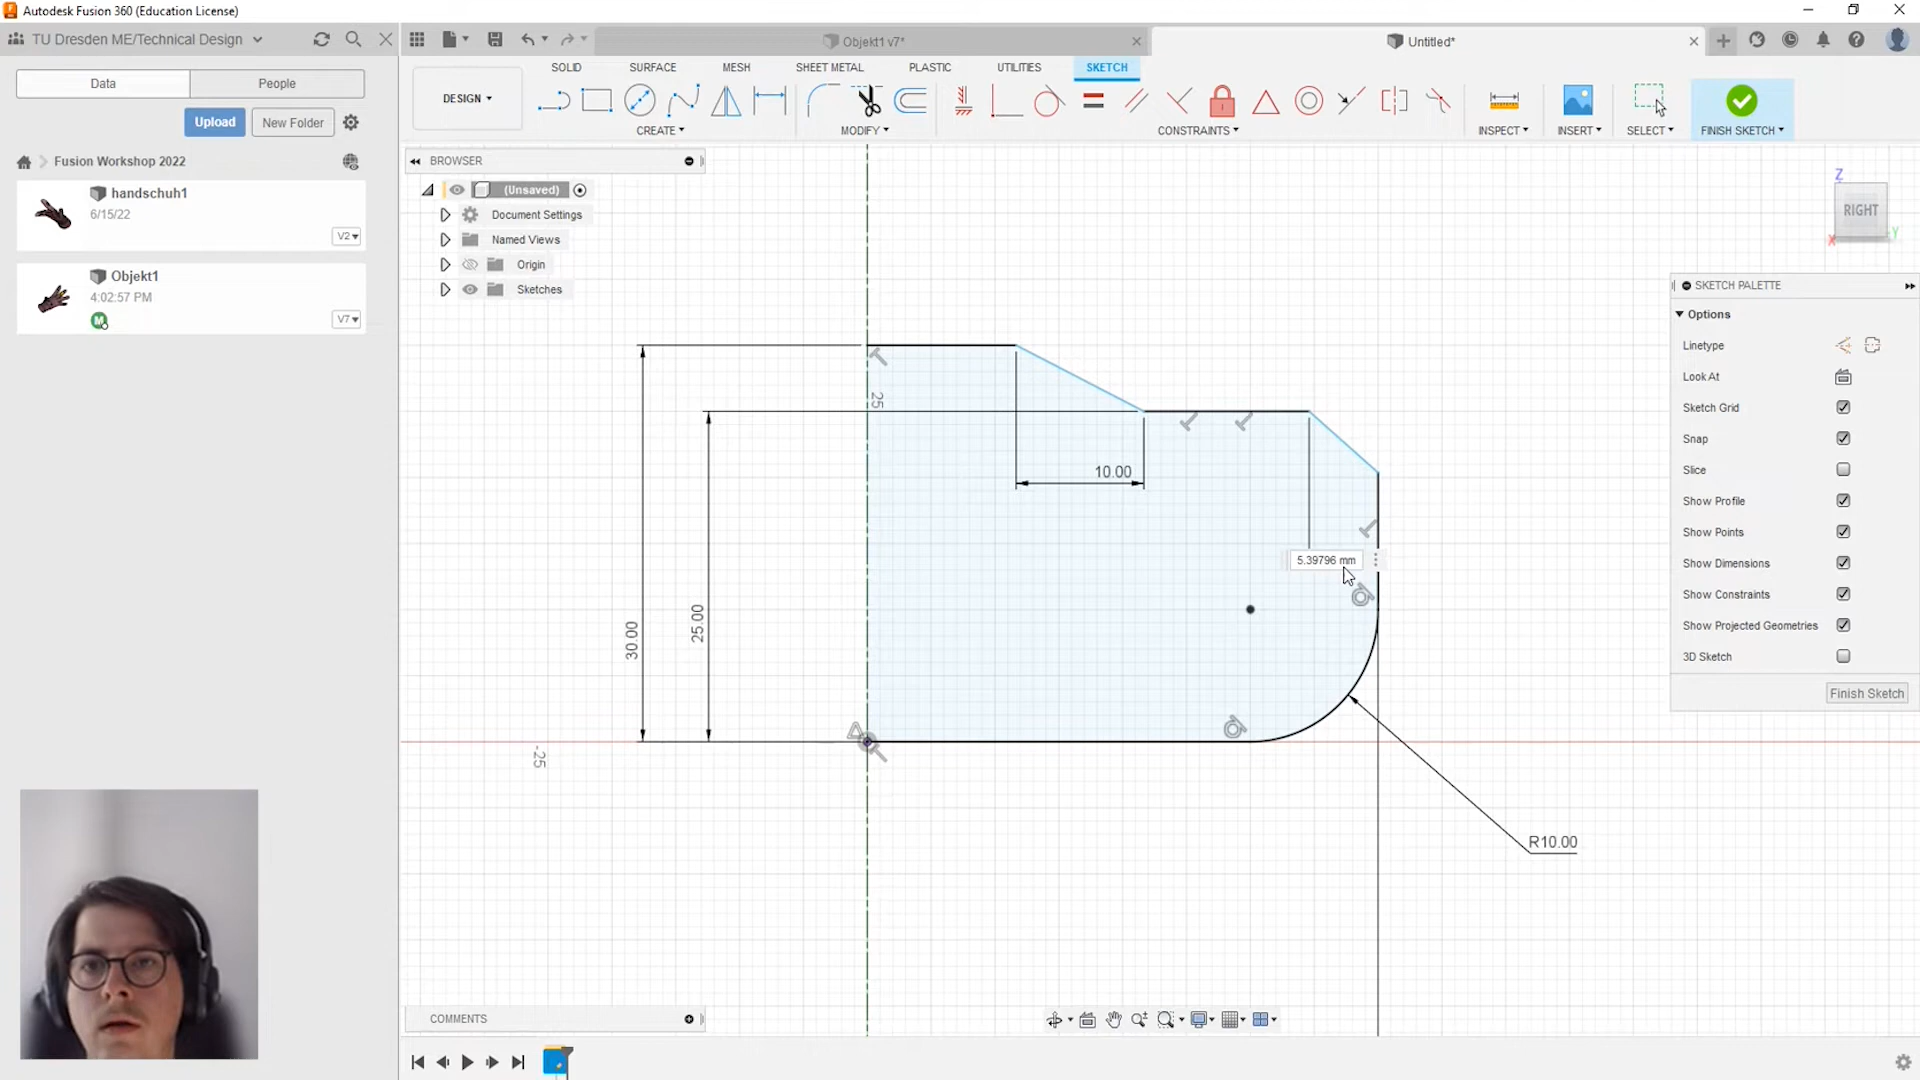 Autodesk Fusion 360 (Education License)
TU Dresden ME/Technical Design
Objekt1 v7*
Untitled*
Data
People
Upload
New Folder
Fusion Workshop 2022
handschuh1
6/15/22
V2
Objekt1
4:02:57 PM
M
V7
DESIGN
SOLID
SURFACE
MESH
SHEET METAL
PLASTIC
UTILITIES
SKETCH
CREATE
MODIFY
CONSTRAINTS
INSPECT
INSERT
SELECT
FINISH SKETCH
BROWSER
(Unsaved)
Document Settings
Named Views
Origin
Sketches
Z
RIGHT
X
Y
SKETCH PALETTE
Options
Linetype
Look At
Sketch Grid
Snap
Slice
Show Profile
Show Points
Show Dimensions
Show Constraints
Show Projected Geometries
3D Sketch
Finish Sketch
25
10.00
5.39796 mm
30.00
25.00
-25
R10.00
COMMENTS